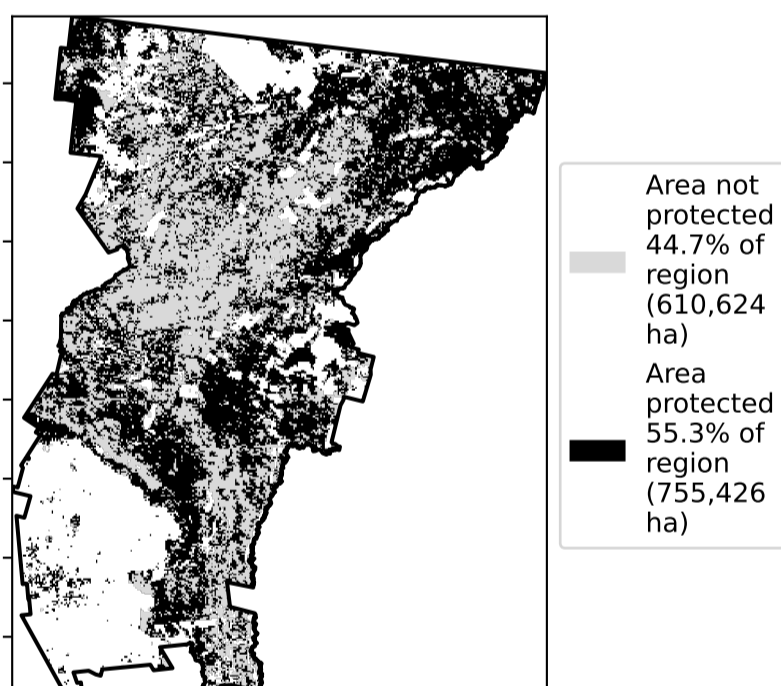 Area not
protected
44.7% of
region
(610,624
ha)
Area
protected
55.3% of
region
(755,426
ha)